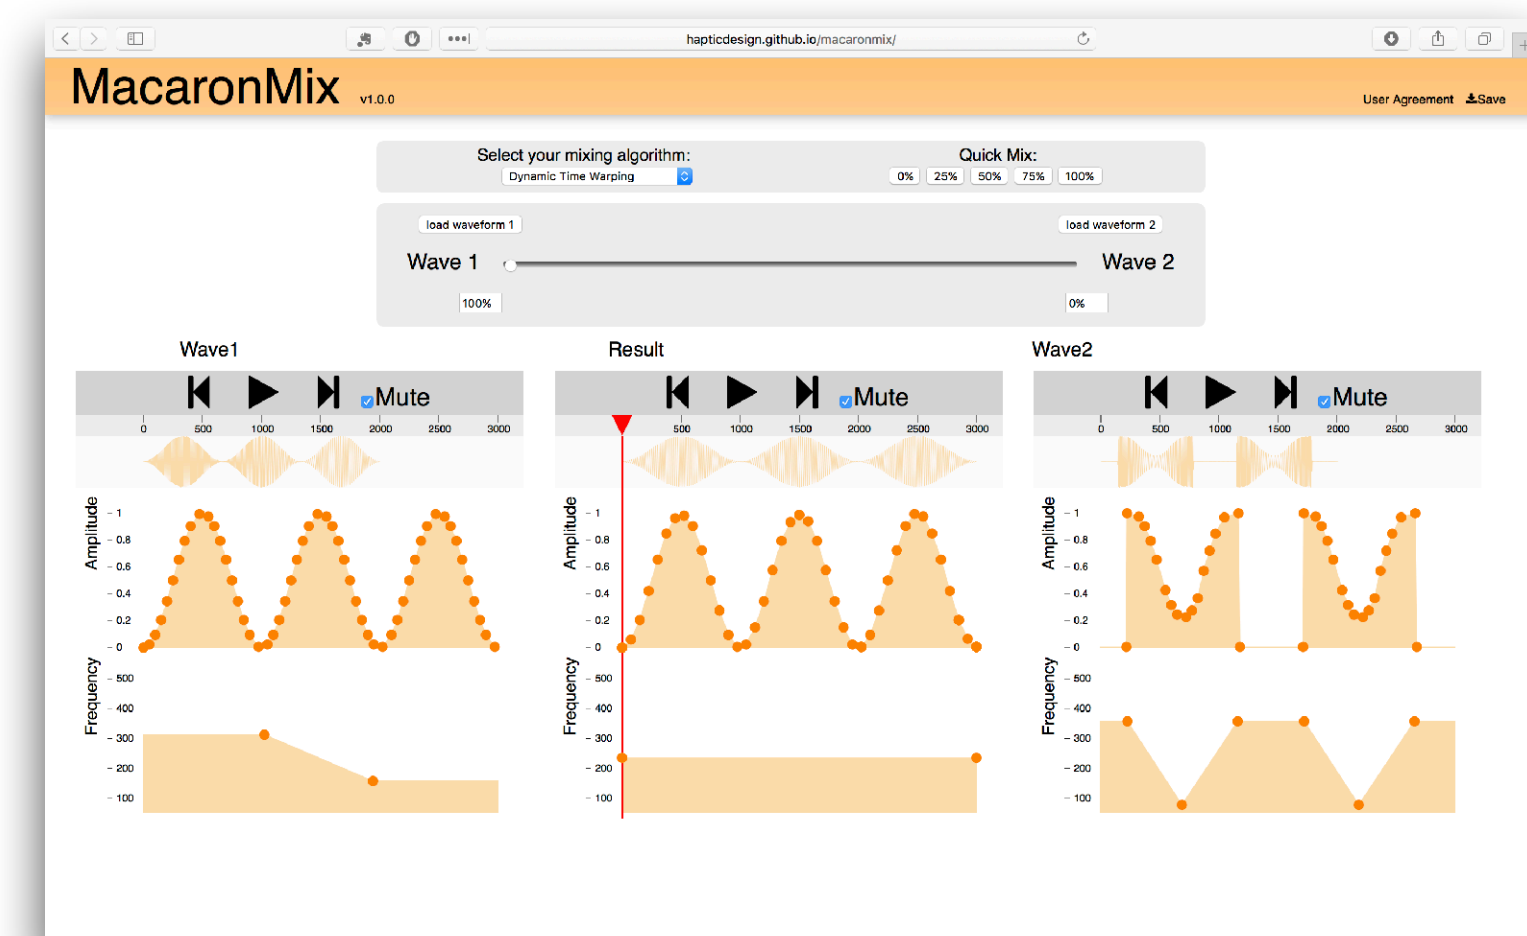 hapticdesign.github.io/macaronmix/
MacaronMix v1.0.0
User Agreement Save
Select your mixing algorithm: Quick Mix:
Dynamic Time Warping 0% 25% 50% 75% 100%
load waveform 1 load waveform 2
Wave 1 Wave 2
100% 0%
Wave1
Mute
0 500 1000 1500 2000 2500 3000
Amplitude
1
0.8
0.6
0.4
0.2
0
Frequency
500
400
300
200
100
Result
Mute
500 1000 1500 2000 2500 3000
Amplitude
1
0.8
0.6
0.4
0.2
0
Frequency
500
400
300
200
100
Wave2
Mute
0 500 1000 1500 2000 2500 3000
Amplitude
1
0.8
0.6
0.4
0.2
0
Frequency
500
400
300
200
100